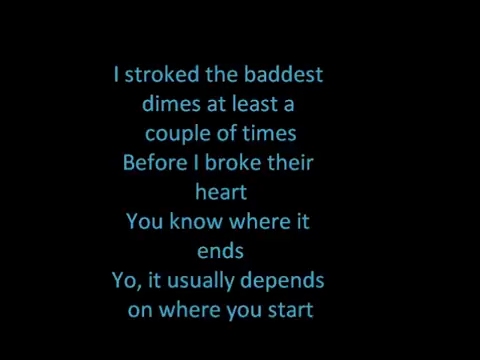 I stroked the baddest
dimes at least a
couple of times
Before I broke their
heart
You know where it
ends
Yo, it usually depends
on where you start